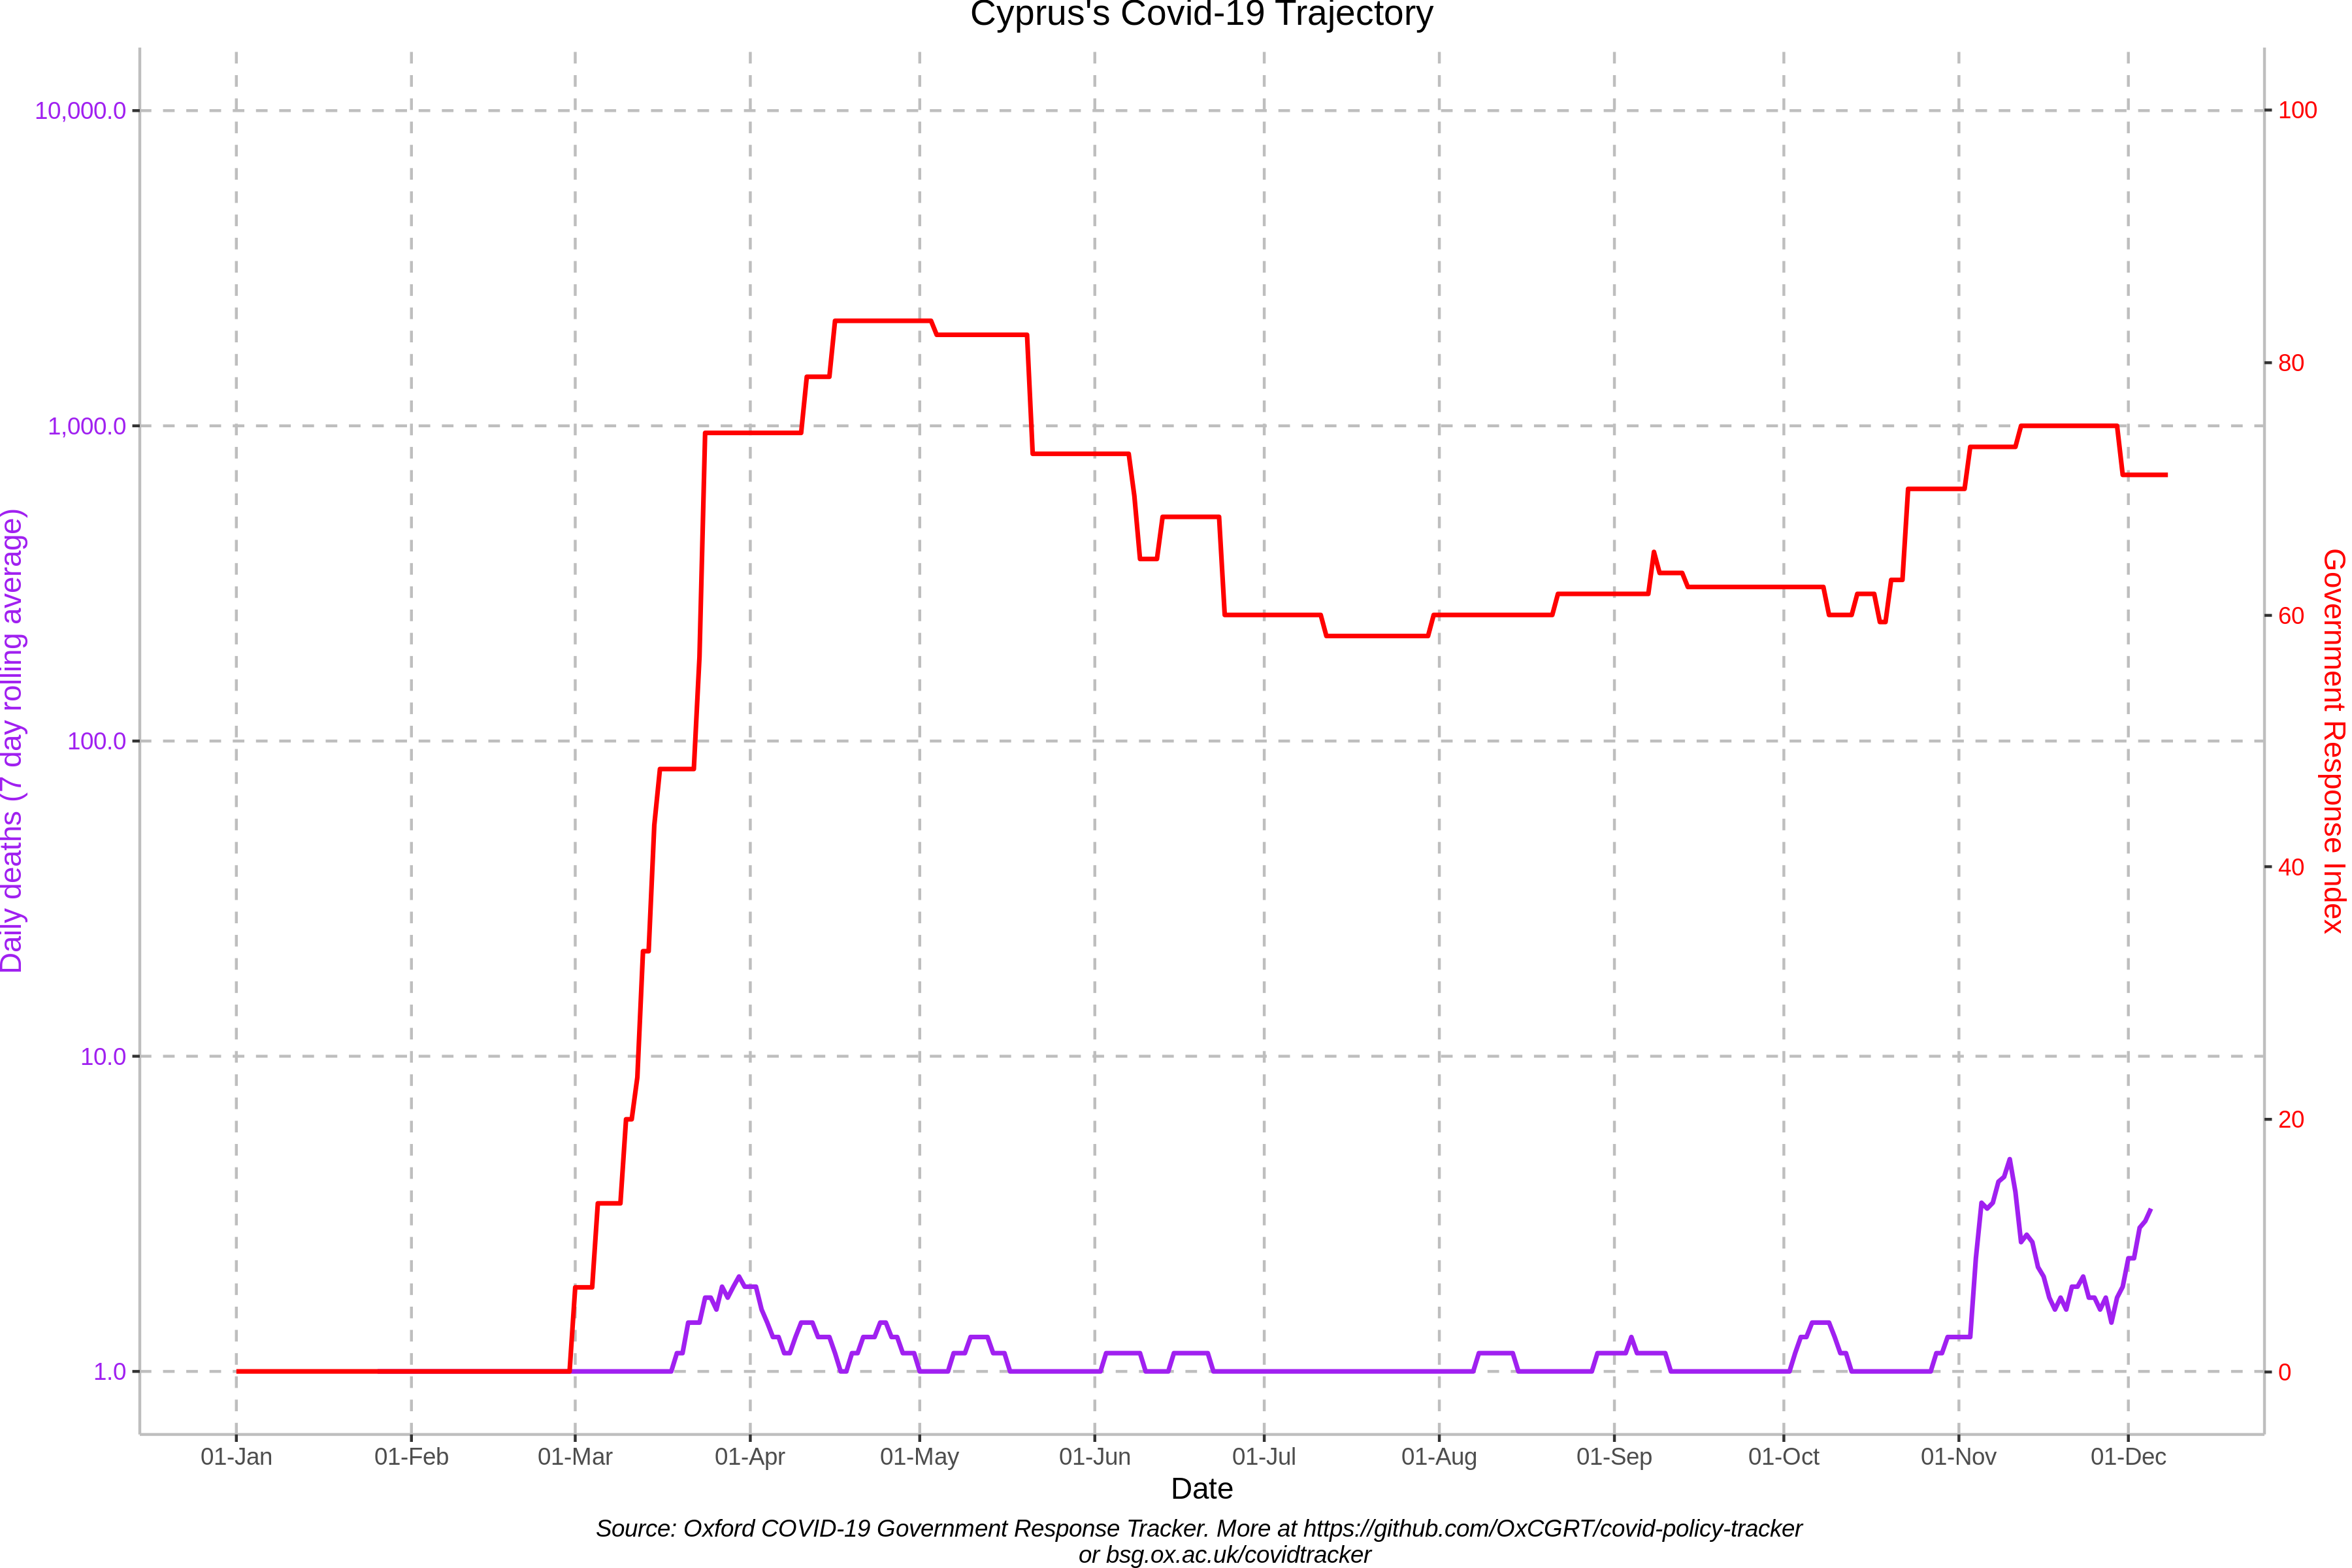 Cyprus's Covid-19 Trajectory
10,000.0
1,000.0
100.0
10.0
1.0
Daily deaths (7 day rolling average)
100
80
60
40
20
0
Government Response Index
01-Jan 01-Feb 01-Mar 01-Apr 01-May 01-Jun 01-Jul 01-Aug 01-Sep 01-Oct 01-Nov 01-Dec
Date
Source: Oxford COVID-19 Government Response Tracker. More at https://github.com/OxCGRT/covid-policy-tracker
or bsg.ox.ac.uk/covidtracker